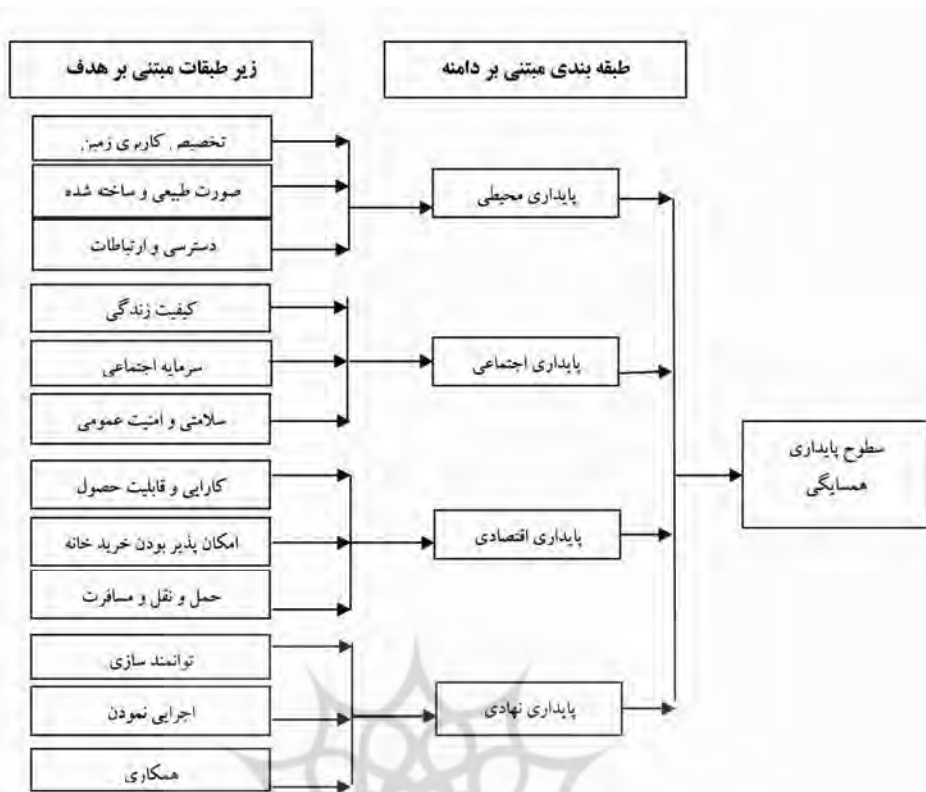 طبقه بندی مبتنی بر دامنه
زیر طبقات مبتنی بر هدف
تخصیص کاربری زمین
صورت طبیعی و ساخته شده
دسترسی و ارتباطات
پایداری محیطی
کیفیت زندگی
سرمایه اجتماعی
سلامتی و امنیت عمومی
پایداری اجتماعی
کارایی و قابلیت حصول
امکان پذیر بودن خرید خانه
حمل و نقل و مسافرت
پایداری اقتصادی
توانمند سازی
اجرایی نمودن
همکاری
پایداری نهادی
سطوح پایداری
همسایگی